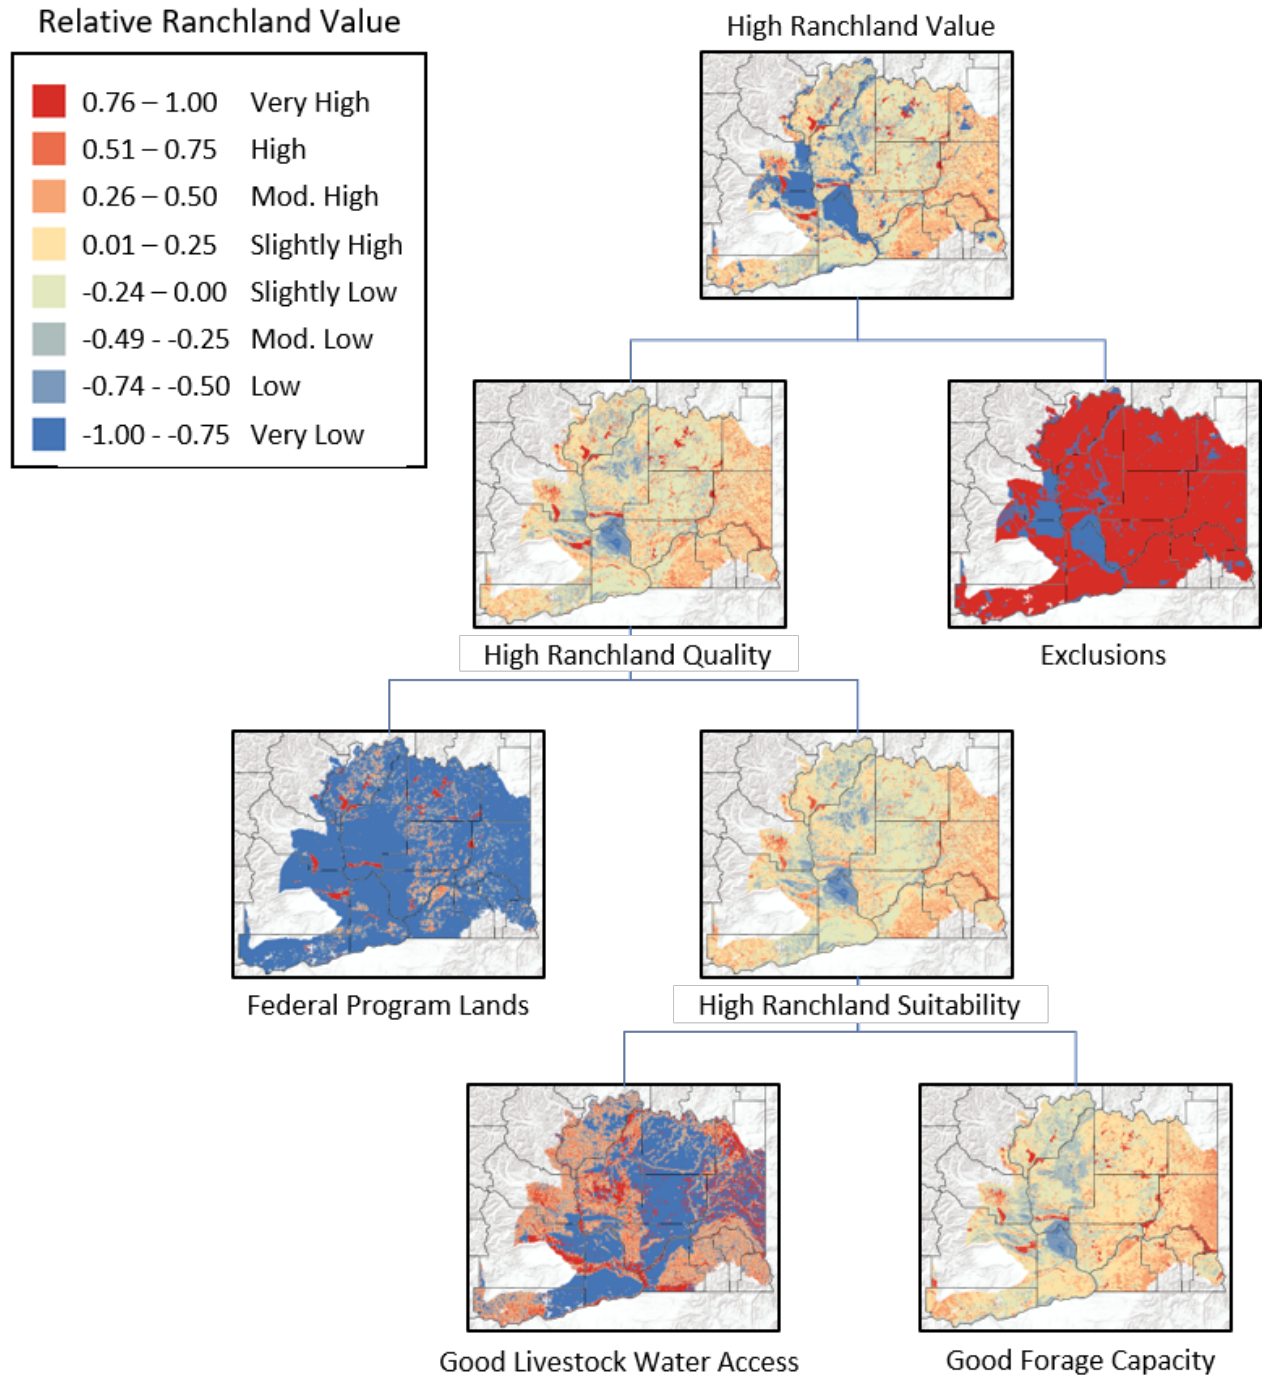 Relative Ranchland Value
0.76 – 1.00 Very High
0.51 – 0.75 High
0.26 – 0.50 Mod. High
0.01 – 0.25 Slightly High
-0.24 – 0.00 Slightly Low
-0.49 - -0.25 Mod. Low
-0.74 - -0.50 Low
-1.00 - -0.75 Very Low
High Ranchland Value
High Ranchland Quality
Exclusions
Federal Program Lands
High Ranchland Suitability
Good Livestock Water Access
Good Forage Capacity